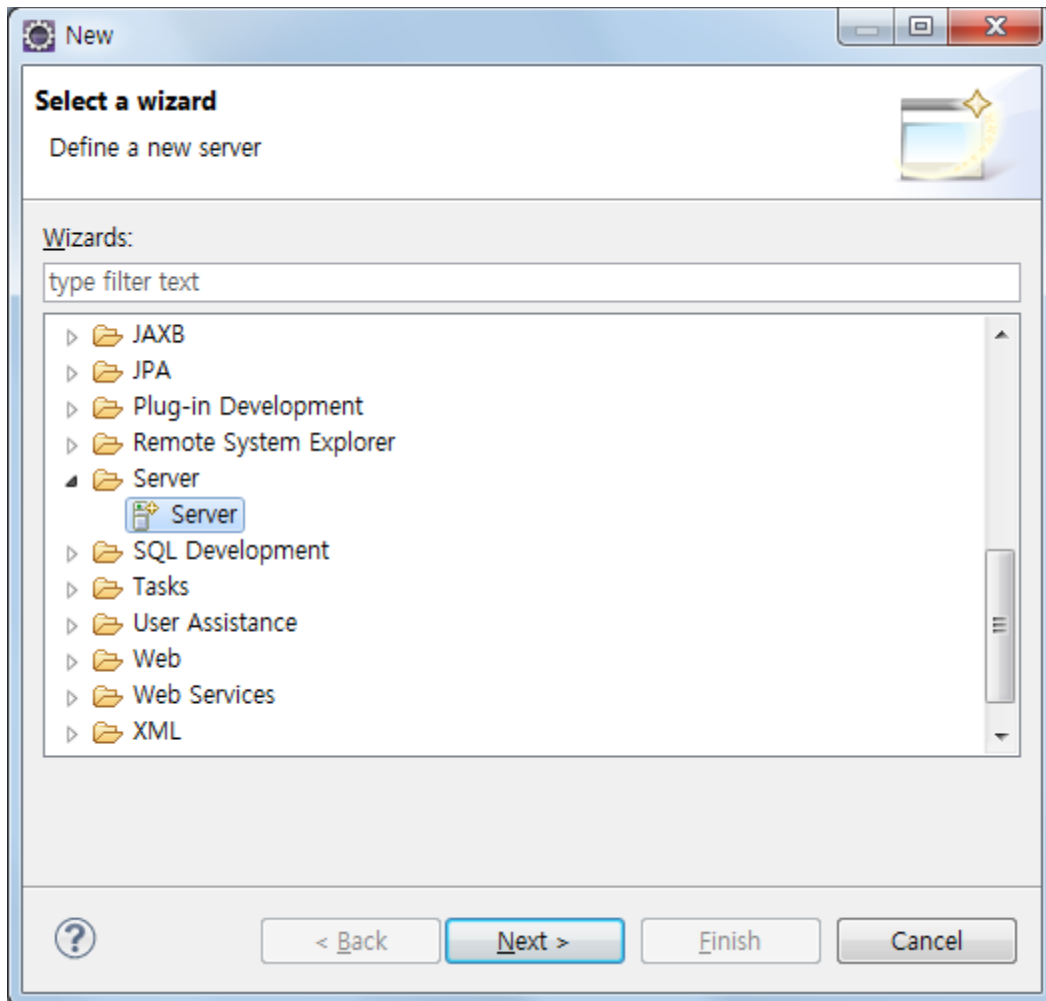 New
Select a wizard
Define a new server
Wizards:
type filter text
JAXB
JPA
Plug-in Development
Remote System Explorer
Server
Server
SQL Development
Tasks
User Assistance
Web
Web Services
XML
< Back Next > Finish Cancel